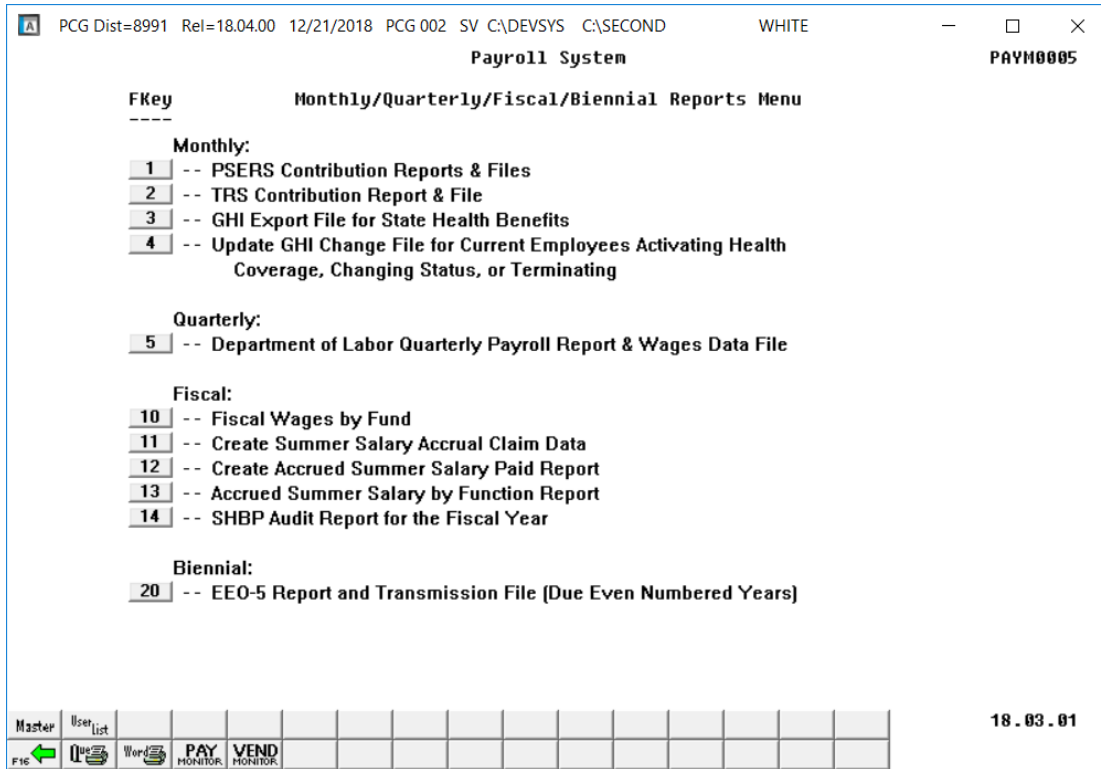 A PCG Dist=8991 Rel=18.04.00 12/21/2018 PCG 002 SV C:\DEVSYS C:\SECOND WHITE
Payroll System PAYM0005
FKey Monthly/Quarterly/Fiscal/Biennial Reports Menu
----
Monthly:
1 -- PSERS Contribution Reports & Files
2 -- TRS Contribution Report & File
3 -- GHI Export File for State Health Benefits
4 -- Update GHI Change File for Current Employees Activating Health
Coverage, Changing Status, or Terminating
Quarterly:
5 -- Department of Labor Quarterly Payroll Report & Wages Data File
Fiscal:
10 -- Fiscal Wages by Fund
11 -- Create Summer Salary Accrual Claim Data
12 -- Create Accrued Summer Salary Paid Report
13 -- Accrued Summer Salary by Function Report
14 -- SHBP Audit Report for the Fiscal Year
Biennial:
20 -- EEO-5 Report and Transmission File (Due Even Numbered Years)
Master User List 18.03.01
F16 Que Word PAY MONITOR VEND MONITOR